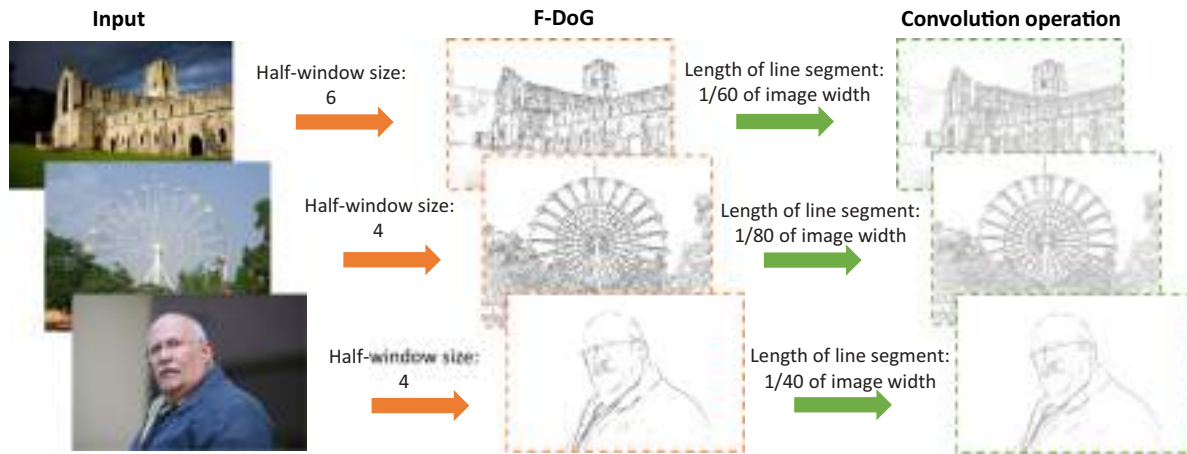 Input
F-DoG
Convolution operation
Half-window size:
6
Length of line segment:
1/60 of image width
Half-window size:
4
Length of line segment:
1/80 of image width
Half-window size:
4
Length of line segment:
1/40 of image width